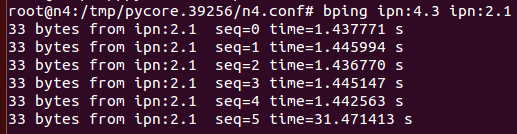 root@n4:/tmp/pycore.39256/n4.conf# bping ipn:4.3 ipn:2.1
33 bytes from ipn:2.1  seq=0 time=1.437771 s
33 bytes from ipn:2.1  seq=1 time=1.445994 s
33 bytes from ipn:2.1  seq=2 time=1.436770 s
33 bytes from ipn:2.1  seq=3 time=1.445147 s
33 bytes from ipn:2.1  seq=4 time=1.442563 s
33 bytes from ipn:2.1  seq=5 time=31.471413 s